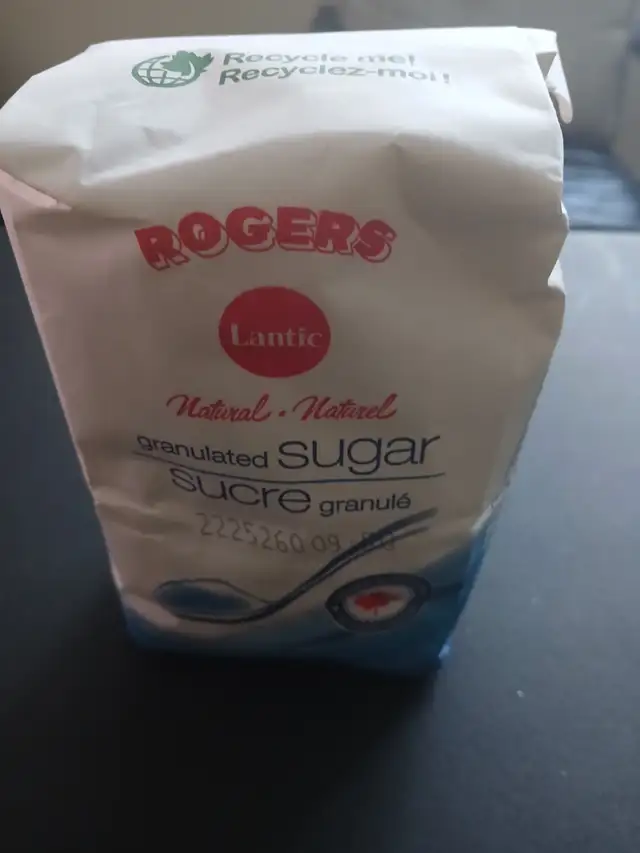 Recycle me!
Recyclez-moi!
ROGERS
Lantic
Natural • Naturel
granulated sugar
sucre granulé
2225260 09